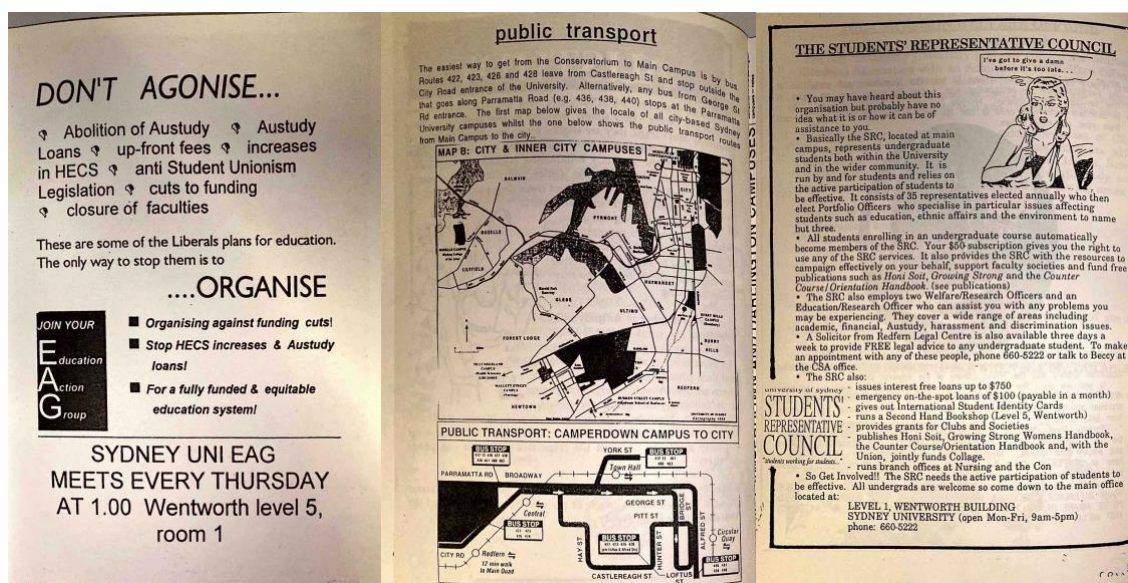 DON'T AGONISE...
Abolition of Austudy Austudy
Loans up-front fees increases
in HECS anti Student Unionism
Legislation cuts to funding
closure of faculties
These are some of the Liberals plans for education.
The only way to stop them is to
....ORGANISE
JOIN YOUR
Education
Action
Group
Organising against funding cuts!
Stop HECS increases & Austudy
loans!
For a fully funded & equitable
education system!
SYDNEY UNI EAG
MEETS EVERY THURSDAY
AT 1.00 Wentworth level 5,
room 1
public transport
The easiest way to get from the Conservatorium to Main Campus is by bus.
Routes 422, 423, 426 and 428 leave from Castlereagh St and stop outside the
City Road entrance of the University. Alternatively, any bus from George St
that goes along Parramatta Road (e.g. 436, 438, 440) stops at the Parramatta
Rd entrance. The first map below gives the locale of all city-based Sydney
University campuses whilst the one below shows the public transport routes
from Main Campus to the city..
MAP B: CITY & INNER CITY CAMPUSES
BALMAIN
CITY
PYRMONT
ROZELLE
LILYFIELD
HAYMARKET
GLEBE
ULTIMO
FOREST LODGE
SURRY
HILLS
REDFERN
NEWTOWN
PUBLIC TRANSPORT: CAMPERDOWN CAMPUS TO CITY
BUS STOP
YORK ST
BUS STOP
PARRAMATTA RD
BROADWAY
Town Hall
GEORGE ST
Central
PITT ST
BRIDGE ST
BUS STOP
HAY ST
HUNTER ST
ALFRED ST
Circular
Quay
CITY RD
Redfern
12 min walk
to Main Quad
BUS STOP
CASTLEREAGH ST
LOFTUS
ST
BUS STOP
THE STUDENTS' REPRESENTATIVE COUNCIL
I've got to give a damn
before it's too late...
• You may have heard about this
organisation but probably have no
idea what it is or how it can be of
assistance to you.
• Basically the SRC, located at main
campus, represents undergraduate
students both within the University
and in the wider community. It is
run by and for students and relies on
the active participation of students to
be effective. It consists of 35 representatives elected annually who then
elect Portfolio Officers who specialise in particular issues affecting
students such as education, ethnic affairs and the environment to name
but three.
• All students enrolling in an undergraduate course automatically
become members of the SRC. Your $50 subscription gives you the right to
use any of the SRC services. It also provides the SRC with the resources to
campaign effectively on your behalf, support faculty societies and fund free
publications such as Honi Soit, Growing Strong and the Counter
Course/Orientation Handbook. (see publications)
• The SRC also employs two Welfare/Research Officers and an
Education/Research Officer who can assist you with any problems you
may be experiencing. They cover a wide range of areas including
academic, financial, Austudy, harassment and discrimination issues.
• A Solicitor from Redfern Legal Centre is also available three days a
week to provide FREE legal advice to any undergraduate student. To make
an appointment with any of these people, phone 660-5222 or talk to Beccy at
the CSA office.
• The SRC also:
- issues interest free loans up to $750
- emergency on-the-spot loans of $100 (payable in a month)
- gives out International Student Identity Cards
- runs a Second Hand Bookshop (Level 5, Wentworth)
- provides grants for Clubs and Societies
- publishes Honi Soit, Growing Strong Womens Handbook,
the Counter Course/Orientation Handbook and, with the
Union, jointly funds Collage.
- runs branch offices at Nursing and the Con
university of sydney
STUDENTS'
REPRESENTATIVE
COUNCIL
"students working for students..."
• So Get Involved!! The SRC needs the active participation of students to
be effective. All undergrads are welcome so come down to the main office
located at:
LEVEL 1, WENTWORTH BUILDING
SYDNEY UNIVERSITY (open Mon-Fri, 9am-5pm)
phone: 660-5222